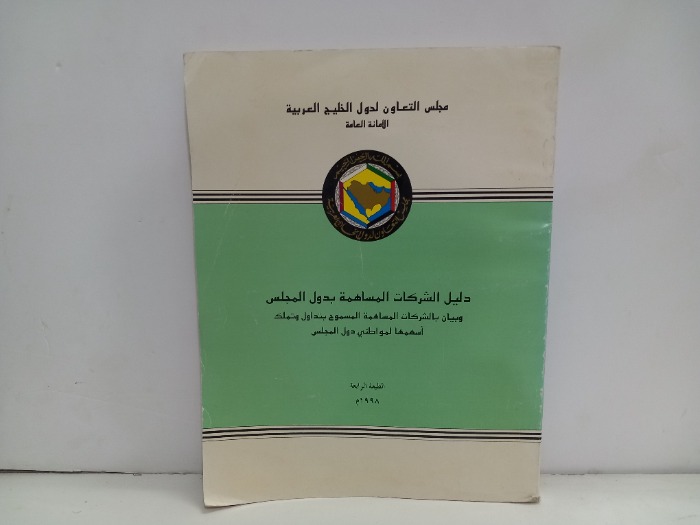 مجلس التعاون لدول الخليج العربية
الأمانة العامة
دليل الشركات المساهمة بدول المجلس
وبيان بالشركات المساهمة المسموح بتداول وتملك
أسهمها لمواطني دول المجلس
الطبعة الرابعة
١٩٩٨م